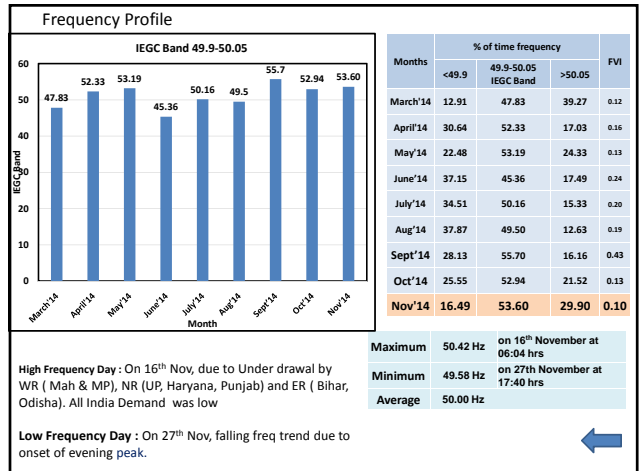 Frequency Profile
IEGC Band 49.9-50.05
60
50
40
30
20
10
0
IEGC Band
47.83
52.33
53.19
45.36
50.16
49.5
55.7
52.94
53.60
March'14
April'14
May'14
June'14
July'14
Aug'14
Sept'14
Oct'14
Nov'14
Month
Months % of time frequency FVI
<49.9 49.9-50.05 IEGC Band >50.05
March'14 12.91 47.83 39.27 0.12
April'14 30.64 52.33 17.03 0.16
May'14 22.48 53.19 24.33 0.13
June'14 37.15 45.36 17.49 0.24
July'14 34.51 50.16 15.33 0.20
Aug'14 37.87 49.50 12.63 0.19
Sept'14 28.13 55.70 16.16 0.43
Oct'14 25.55 52.94 21.52 0.13
Nov'14 16.49 53.60 29.90 0.10
Maximum 50.42 Hz on 16th November at
06:04 hrs
Minimum 49.58 Hz on 27th November at
17:40 hrs
Average 50.00 Hz
High Frequency Day : On 16th Nov, due to Under drawal by
WR ( Mah & MP), NR (UP, Haryana, Punjab) and ER ( Bihar,
Odisha). All India Demand was low
Low Frequency Day : On 27th Nov, falling freq trend due to
onset of evening peak.